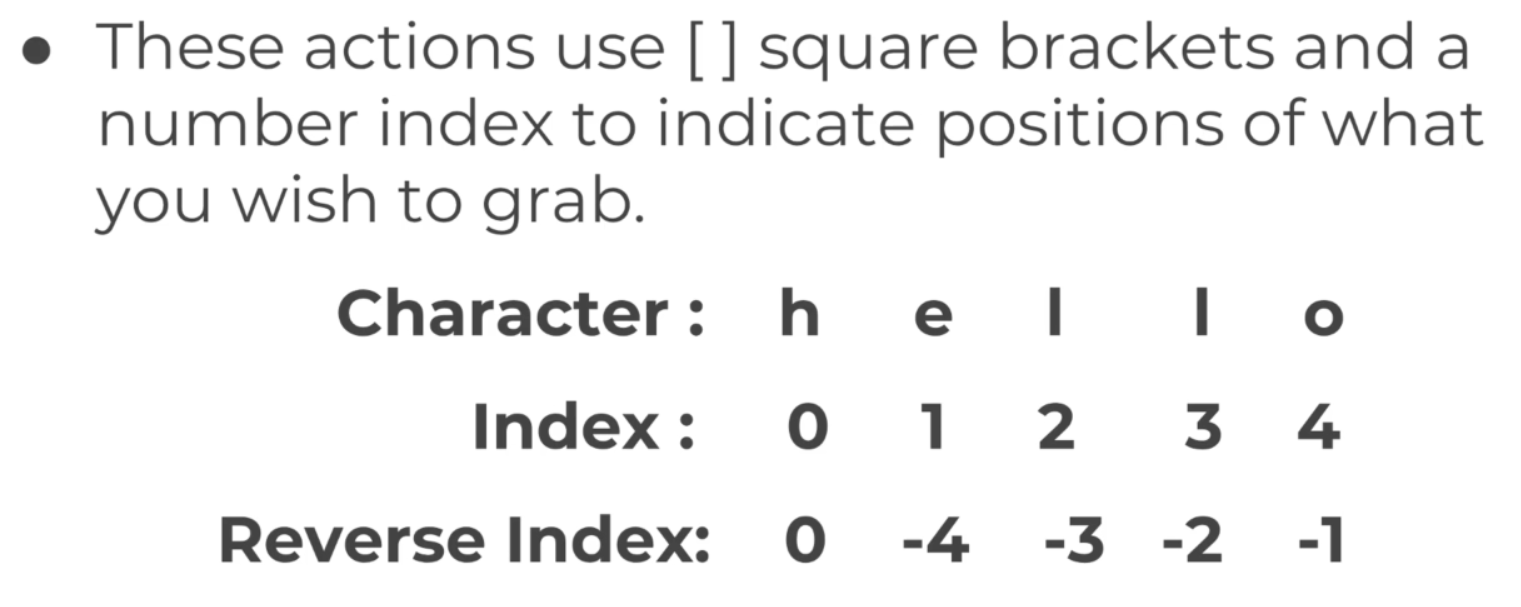 • These actions use [ ] square brackets and a
number index to indicate positions of what
you wish to grab.
Character : h e l l o
Index : 0 1 2 3 4
Reverse Index: 0 -4 -3 -2 -1